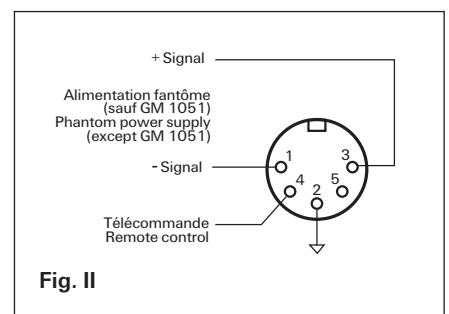 + Signal
Alimentation fantôme
(sauf GM 1051)
Phantom power supply
(except GM 1051)
- Signal
1
3
4
5
2
Télécommande
Remote control
Fig. II